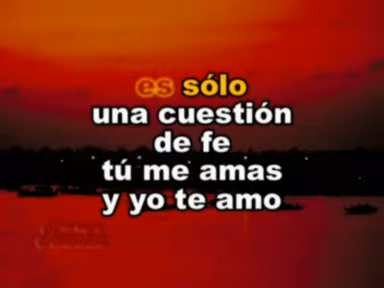 es sólo
una cuestión
de fe
tú me amas
y yo te amo